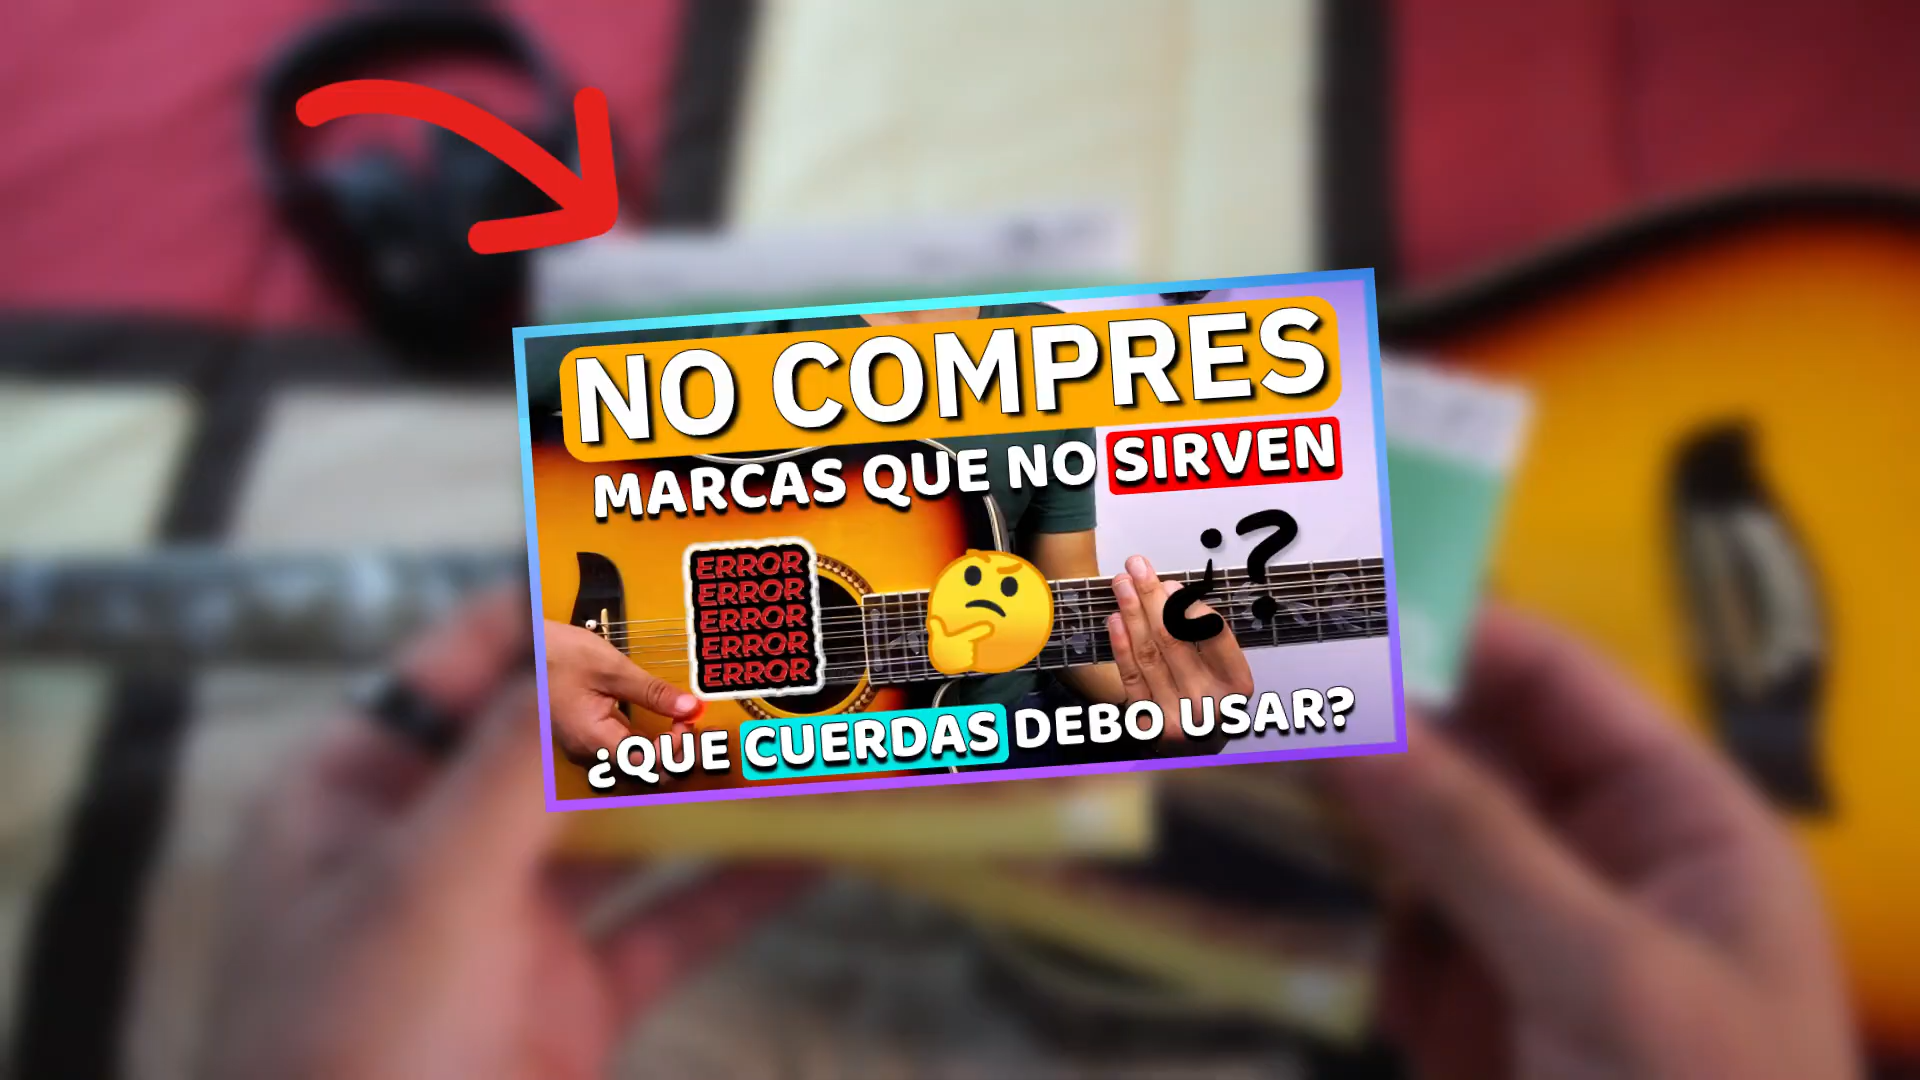 NO COMPRES
MARCAS QUE NO SIRVEN
ERROR
ERROR
ERROR
ERROR
ERROR
¿?
¿QUE CUERDAS DEBO USAR?